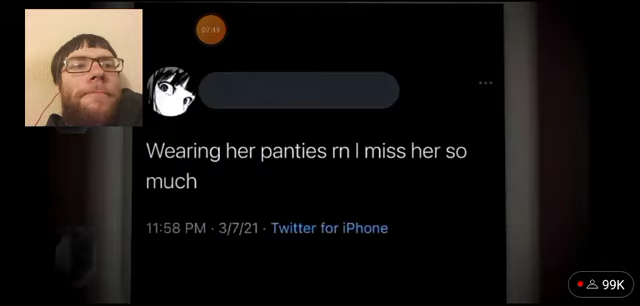 07:49
Wearing her panties rn I miss her so
much
11:58 PM · 3/7/21 · Twitter for iPhone
99K